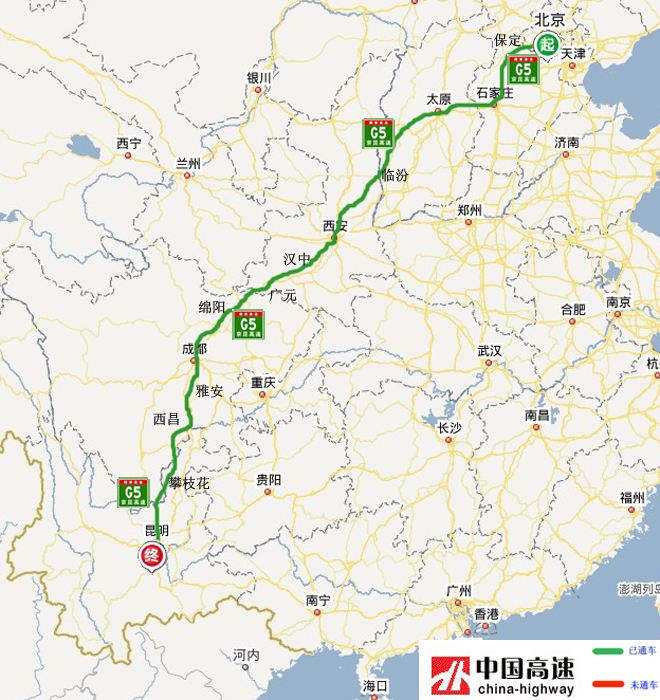 北京
保定
起
天津
G5
京昆高速
银川
太原
石家庄
G5
京昆高速
西宁
兰州
济南
临汾
郑州
西安
汉中
广元
绵阳
合肥
南京
G5
京昆高速
成都
武汉
杭
雅安
重庆
西昌
南昌
长沙
攀枝花
贵阳
G5
京昆高速
福州
昆明
终
澎湖列岛
广州
南宁
香港
河内
海口
中国高速
china-highway
已通车
未通车